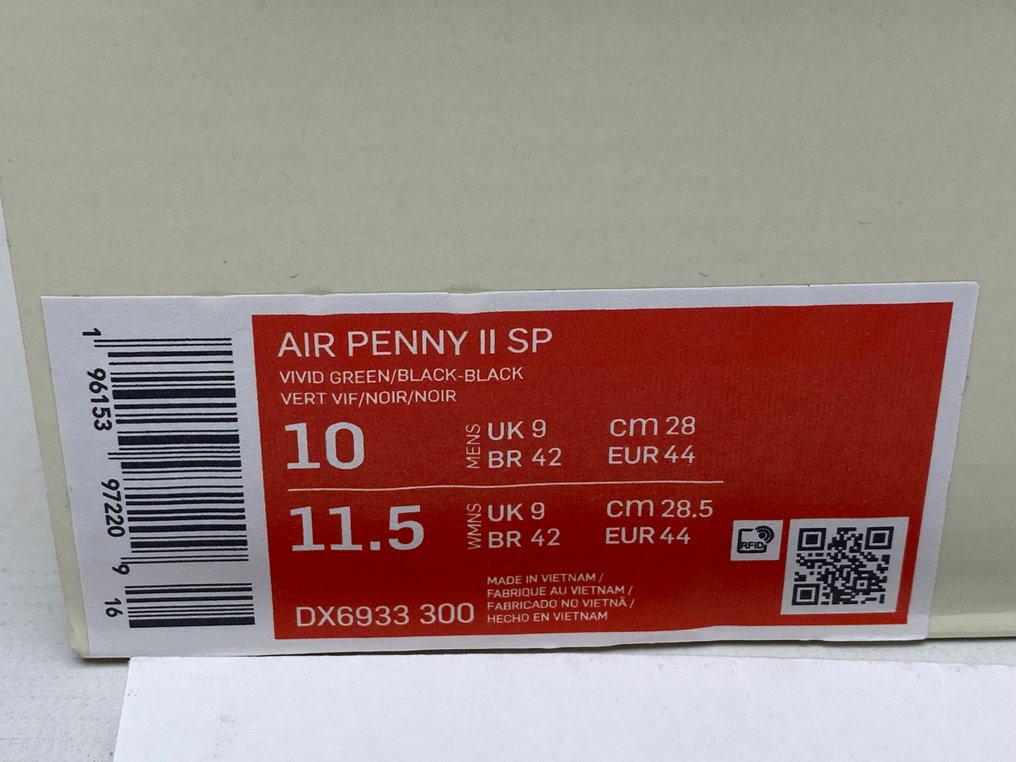 AIR PENNY II SP
VIVID GREEN/BLACK-BLACK
VERT VIF/NOIR/NOIR
10 MENS UK 9 cm 28
BR 42 EUR 44
11.5 WMNS UK 9 cm 28.5
BR 42 EUR 44
RFID
DX6933 300
MADE IN VIETNAM /
FABRIQUE AU VIETNAM /
FABRICADO NO VIETNÃ /
HECHO EN VIETNAM
1 96153 97220 9 16